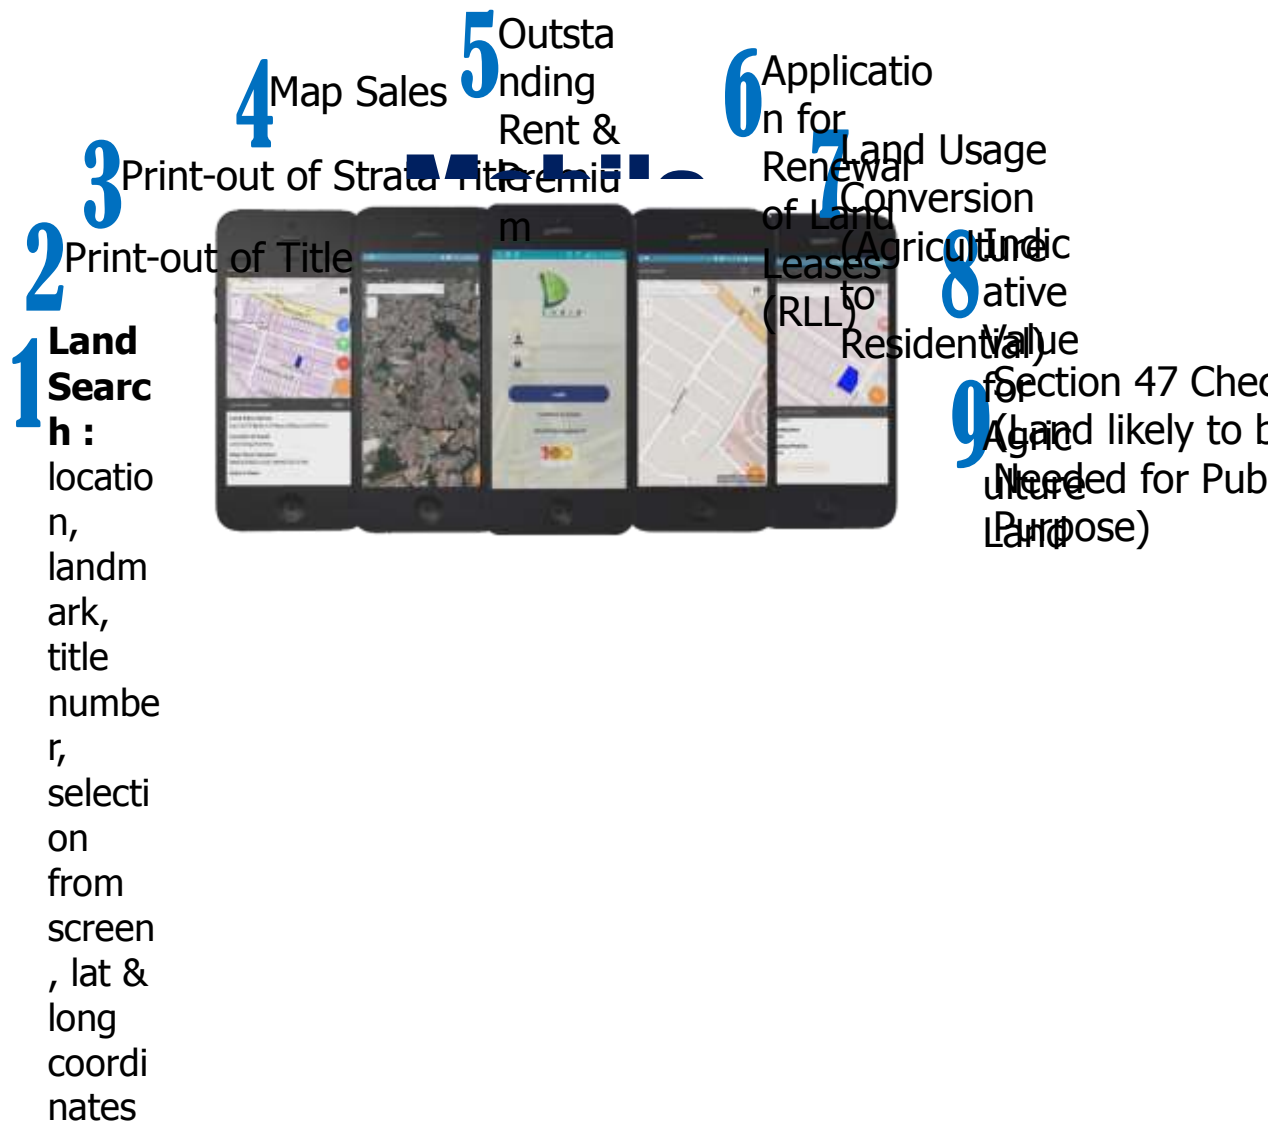 5
Outsta
nding
Rent &
Premiu
m
4
Map Sales
6
Applicatio
n for
Renewal
of Land
Leases
(RLL)
3
Print-out of Strata Title
7
Land Usage
Conversion
(Agriculture
to
Residential)
2
Print-out of Title
8
Indic
ative
Value
for
Agric
ulture
Land
1
Land
Searc
h :
locatio
n,
landm
ark,
title
numbe
r,
selecti
on
from
screen
, lat &
long
coordi
nates
9
Section 47 Chec
(Land likely to b
Needed for Pub
Purpose)